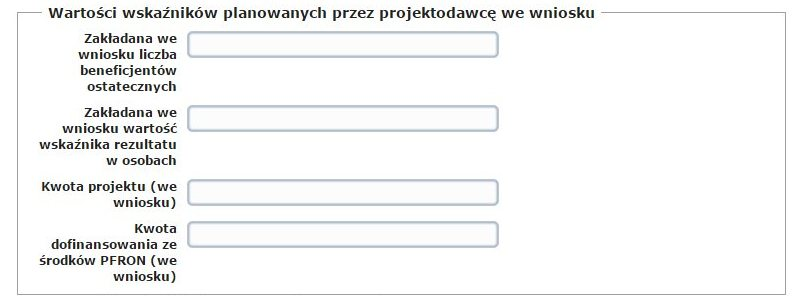 Wartości wskaźników planowanych przez projektodawcę we wniosku
Zakładana we
wniosku liczba
beneficjentów
ostatecznych
Zakładana we
wniosku wartość
wskaźnika rezultatu
w osobach
Kwota projektu (we
wniosku)
Kwota
dofinansowania ze
środków PFRON (we
wniosku)